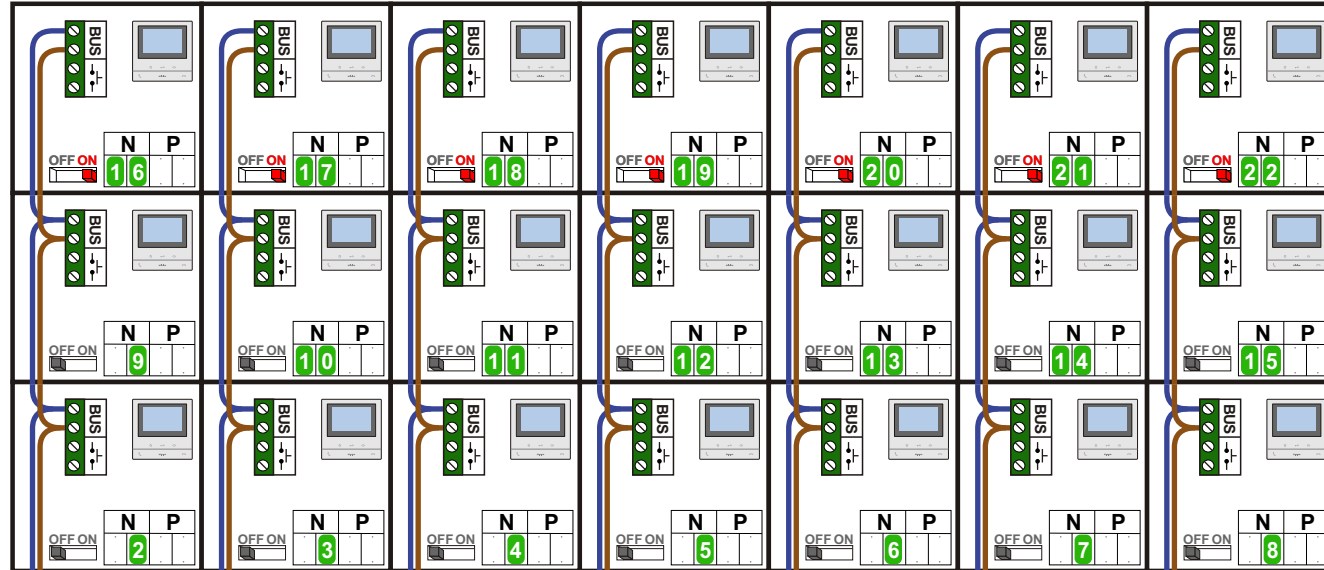 BUS BUS BUS BUS BUS BUS BUS
N P N P N P N P N P N P N P
OFF ON 16 OFF ON 17 OFF ON 18 OFF ON 19 OFF ON 20 OFF ON 21 OFF ON 22
BUS BUS BUS BUS BUS BUS BUS
N P N P N P N P N P N P N P
OFF ON 9 OFF ON 10 OFF ON 11 OFF ON 12 OFF ON 13 OFF ON 14 OFF ON 15
BUS BUS BUS BUS BUS BUS BUS
N P N P N P N P N P N P N P
OFF ON 2 OFF ON 3 OFF ON 4 OFF ON 5 OFF ON 6 OFF ON 7 OFF ON 8